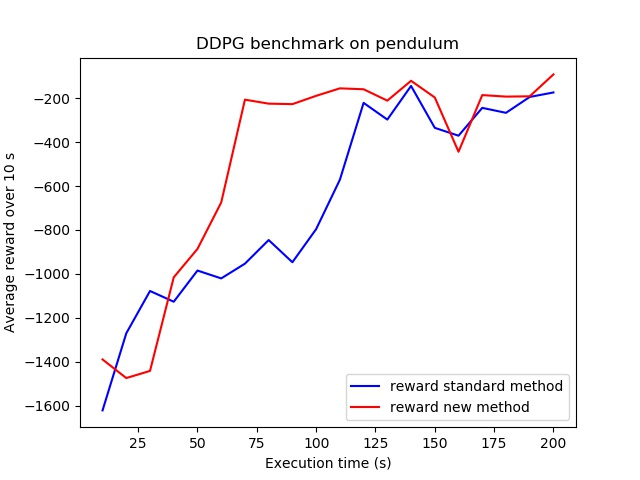 DDPG benchmark on pendulum
Average reward over 10 s
−200
−400
−600
−800
−1000
−1200
−1400
−1600
reward standard method
reward new method
25 50 75 100 125 150 175 200
Execution time (s)